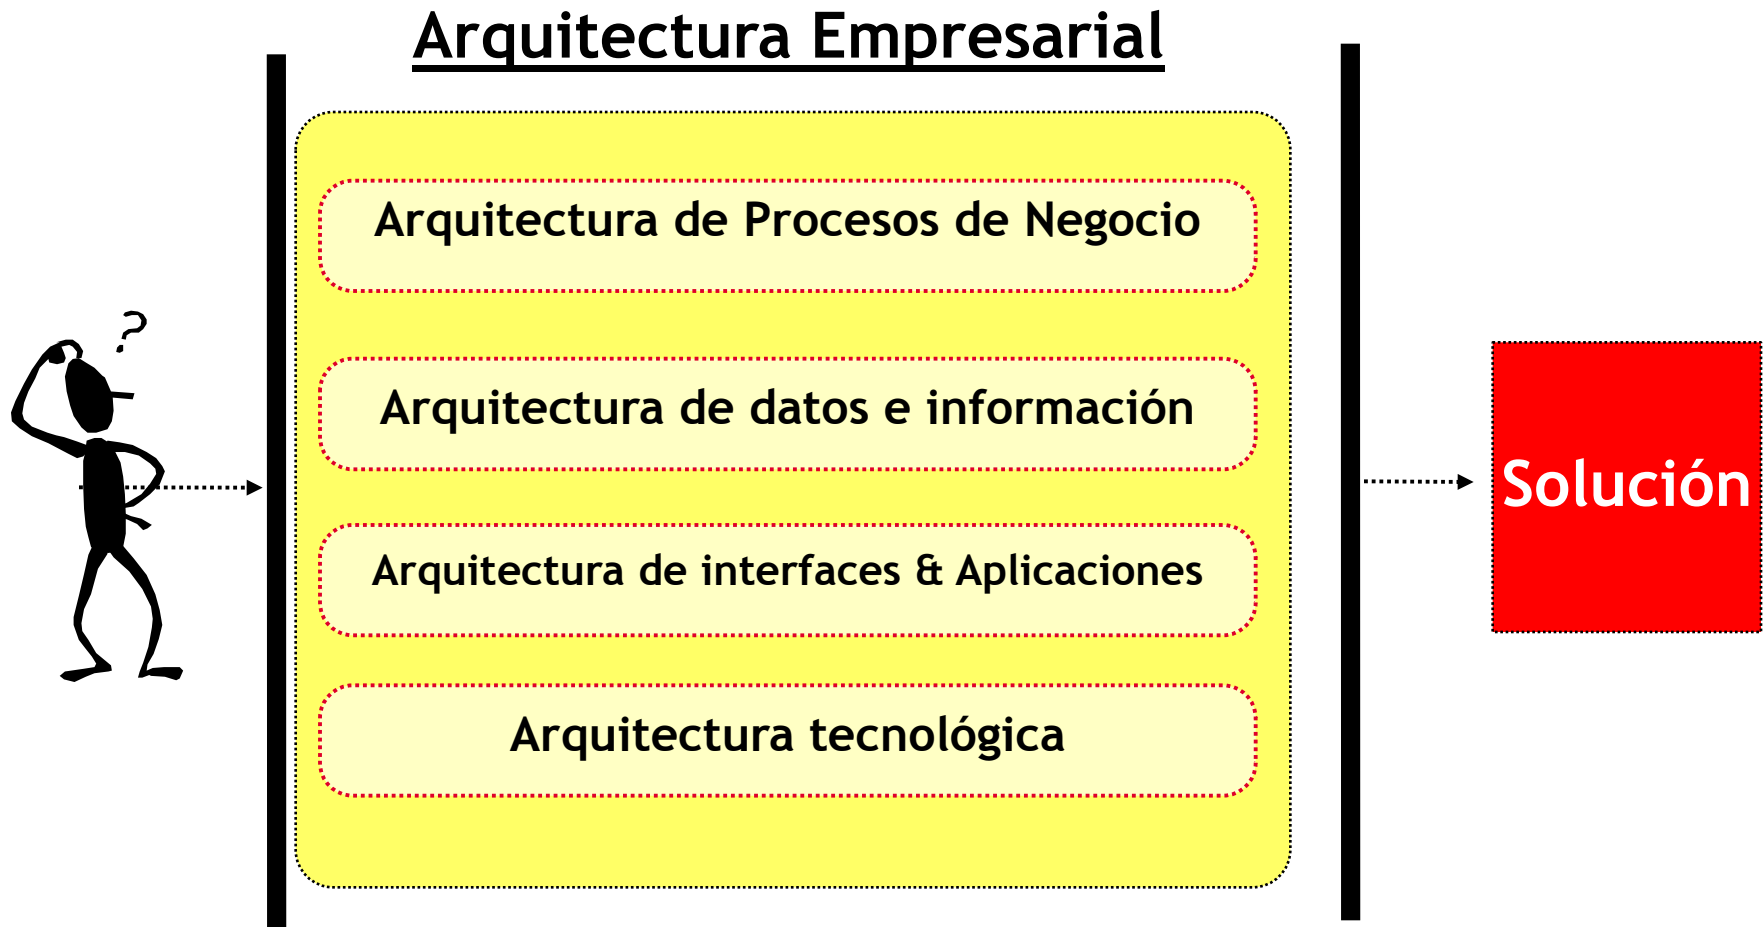 Arquitectura Empresarial
Arquitectura de Procesos de Negocio
?
Arquitectura de datos e información
Solución
Arquitectura de interfaces & Aplicaciones
Arquitectura tecnológica